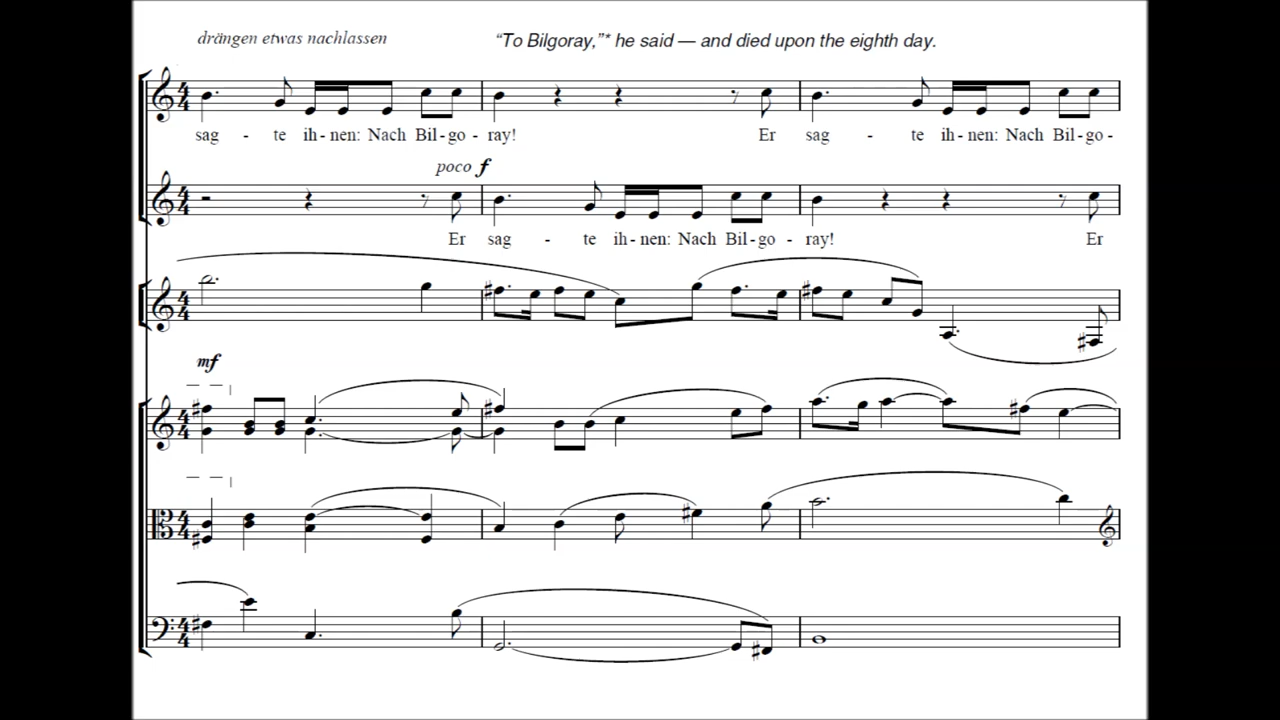 drängen etwas nachlassen
“To Bilgoray,”* he said — and died upon the eighth day.
sag - te ih - nen: Nach Bil - go - ray! Er sag - te ih - nen: Nach Bil - go -
poco f
Er sag - te ih - nen: Nach Bil - go - ray! Er
mf